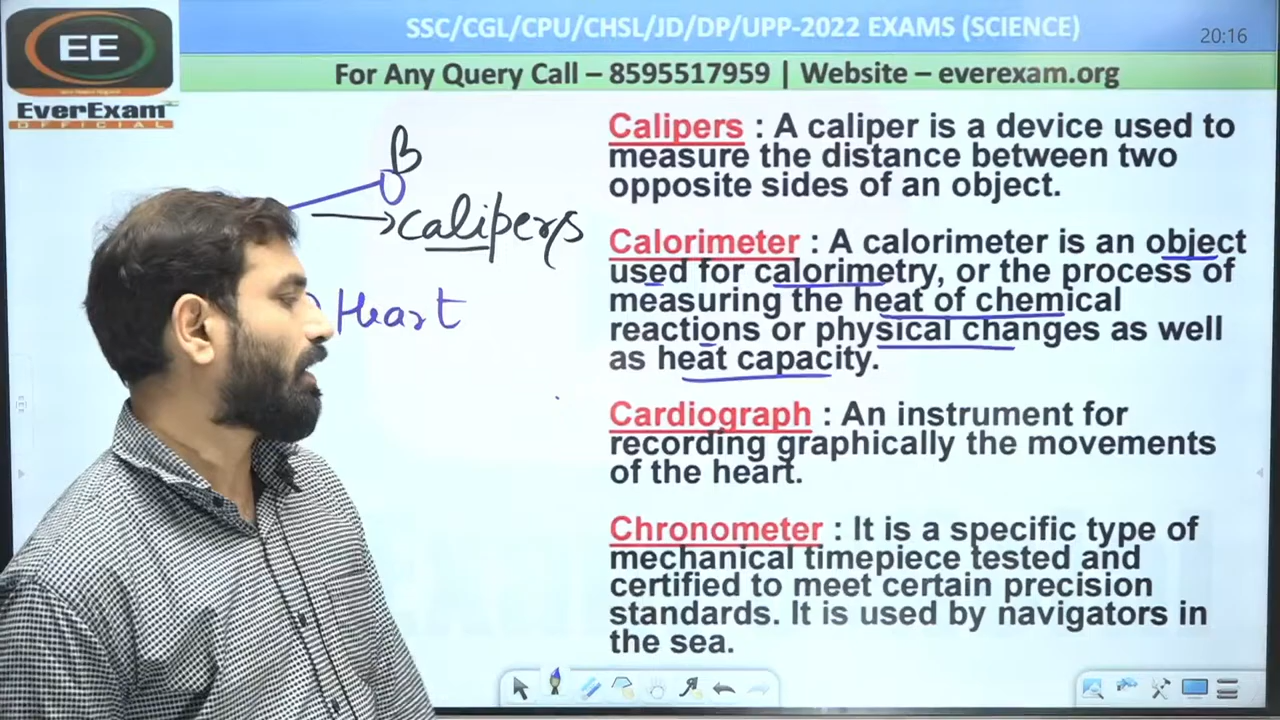 SSC/CGL/CPU/CHSL/JD/DP/UPP-2022 EXAMS (SCIENCE)
20:16
EE
For Any Query Call – 8595517959 | Website – everexam.org
EverExam
OFFICIAL
B
calipers
Heart
Calipers : A caliper is a device used to
measure the distance between two
opposite sides of an object.
Calorimeter : A calorimeter is an object
used for calorimetry, or the process of
measuring the heat of chemical
reactions or physical changes as well
as heat capacity.
Cardiograph : An instrument for
recording graphically the movements
of the heart.
Chronometer : It is a specific type of
mechanical timepiece tested and
certified to meet certain precision
standards. It is used by navigators in
the sea.